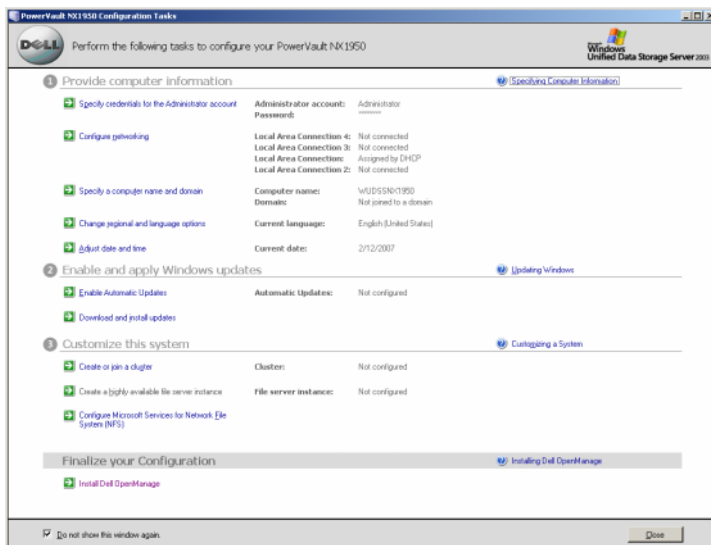 PowerVault NX1950 Configuration Tasks
DELL
Perform the following tasks to configure your PowerVault NX1950
Microsoft
Windows
Unified Data Storage Server 2003
1 Provide computer information
Specifying Computer Information
Specify credentials for the Administrator account
Administrator account: Administrator
Password: ********
Configure networking
Local Area Connection 4: Not connected
Local Area Connection 3: Not connected
Local Area Connection: Assigned by DHCP
Local Area Connection 2: Not connected
Specify a computer name and domain
Computer name: WUDSSNX1950
Domain: Not joined to a domain
Change regional and language options
Current language: English (United States)
Adjust date and time
Current date: 2/12/2007
2 Enable and apply Windows updates
Updating Windows
Enable Automatic Updates
Automatic Updates: Not configured
Download and install updates
3 Customize this system
Customizing a System
Create or join a cluster
Cluster: Not configured
Create a highly available file server instance
File server instance: Not configured
Configure Microsoft Services for Network File
System (NFS)
Finalize your Configuration
Installing Dell OpenManage
Install Dell OpenManage
Do not show this window again.
Close